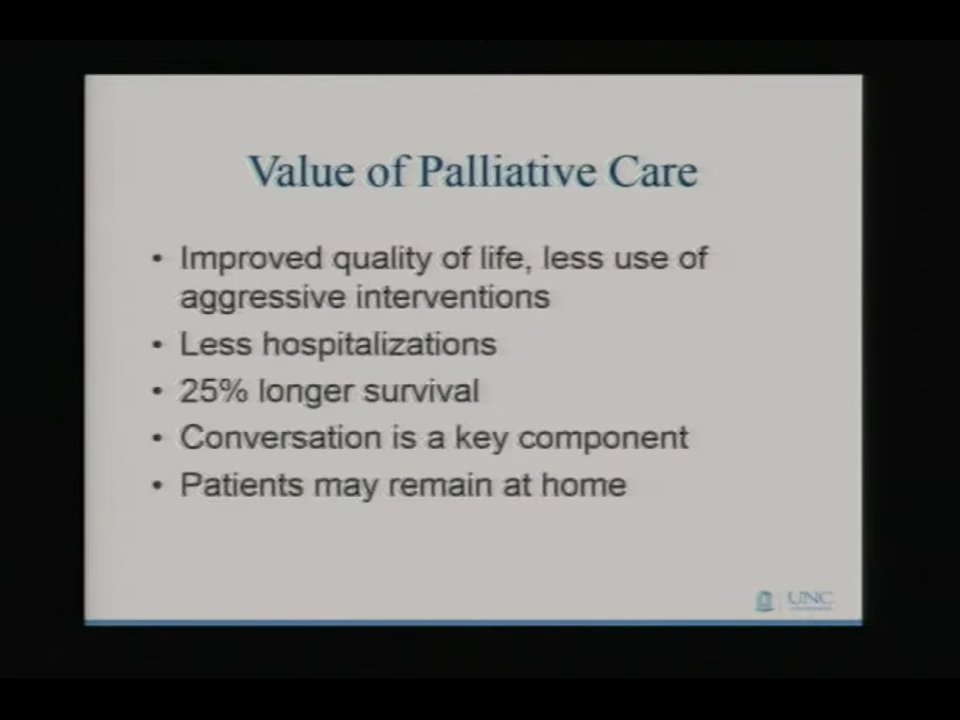 Value of Palliative Care
• Improved quality of life, less use of
aggressive interventions
• Less hospitalizations
• 25% longer survival
• Conversation is a key component
• Patients may remain at home
UNC